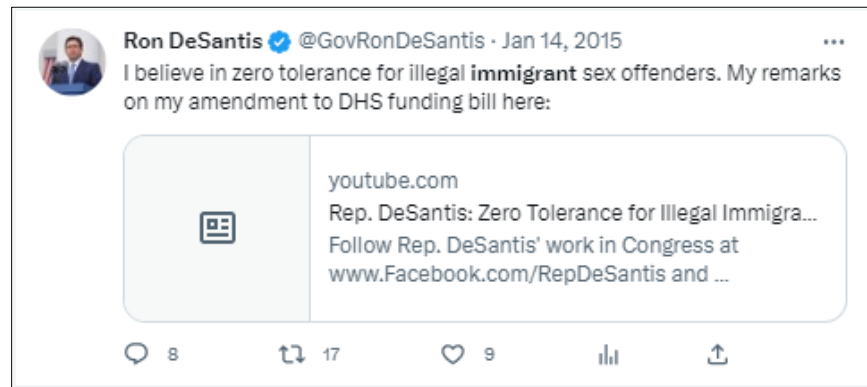 Ron DeSantis @GovRonDeSantis · Jan 14, 2015
I believe in zero tolerance for illegal immigrant sex offenders. My remarks
on my amendment to DHS funding bill here:
youtube.com
Rep. DeSantis: Zero Tolerance for Illegal Immigra...
Follow Rep. DeSantis' work in Congress at
www.Facebook.com/RepDeSantis and ...
8 17 9